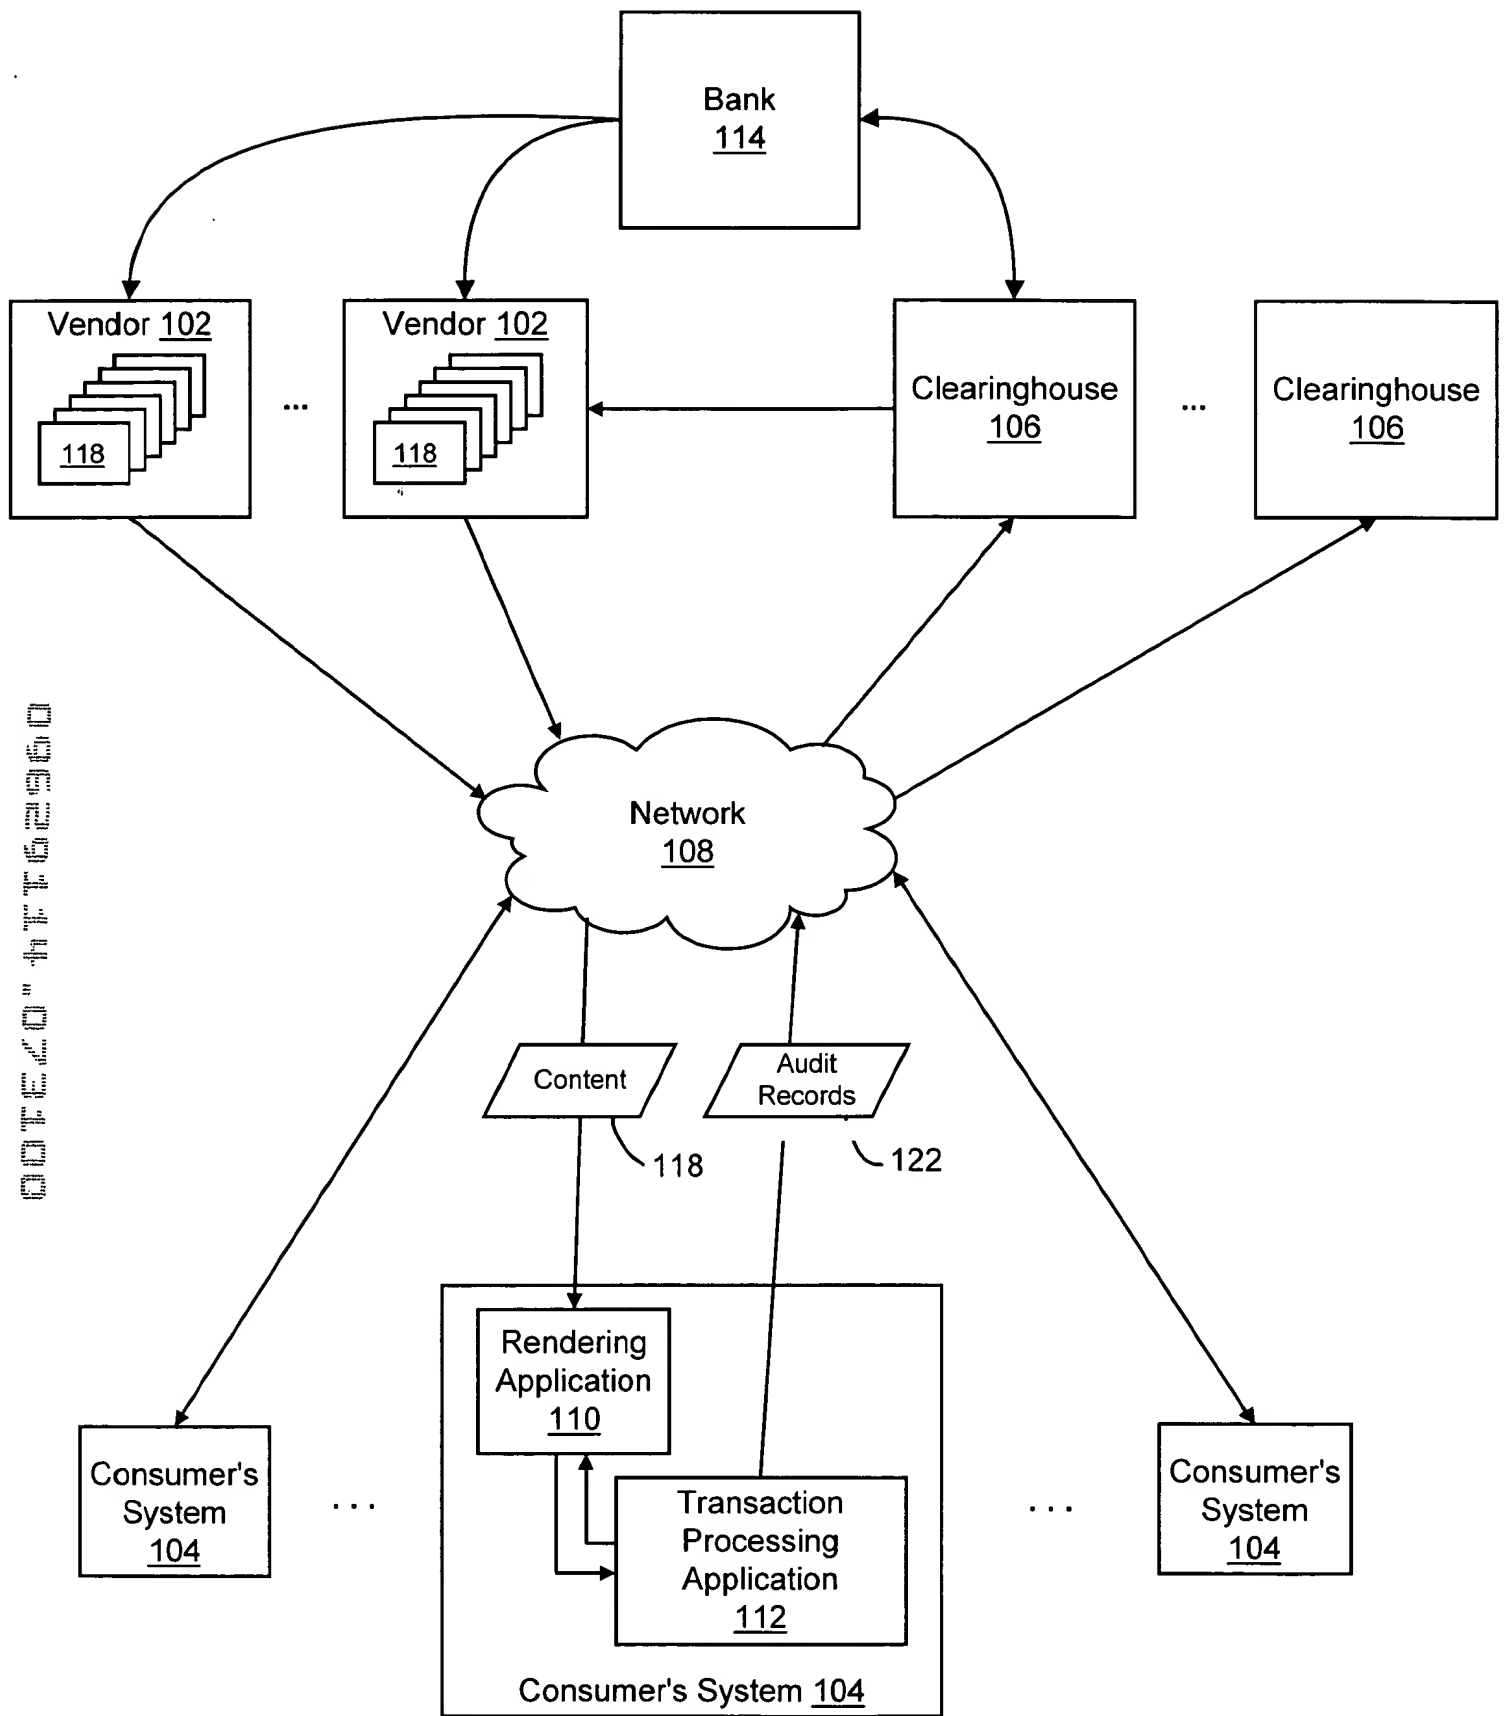 Bank
114
Vendor 102
118
...
Vendor 102
118
Clearinghouse
106
...
Clearinghouse
106
Network
108
Content
118
Audit
Records
122
Rendering
Application
110
Transaction
Processing
Application
112
Consumer's System 104
Consumer's
System
104
. . .
. . .
Consumer's
System
104